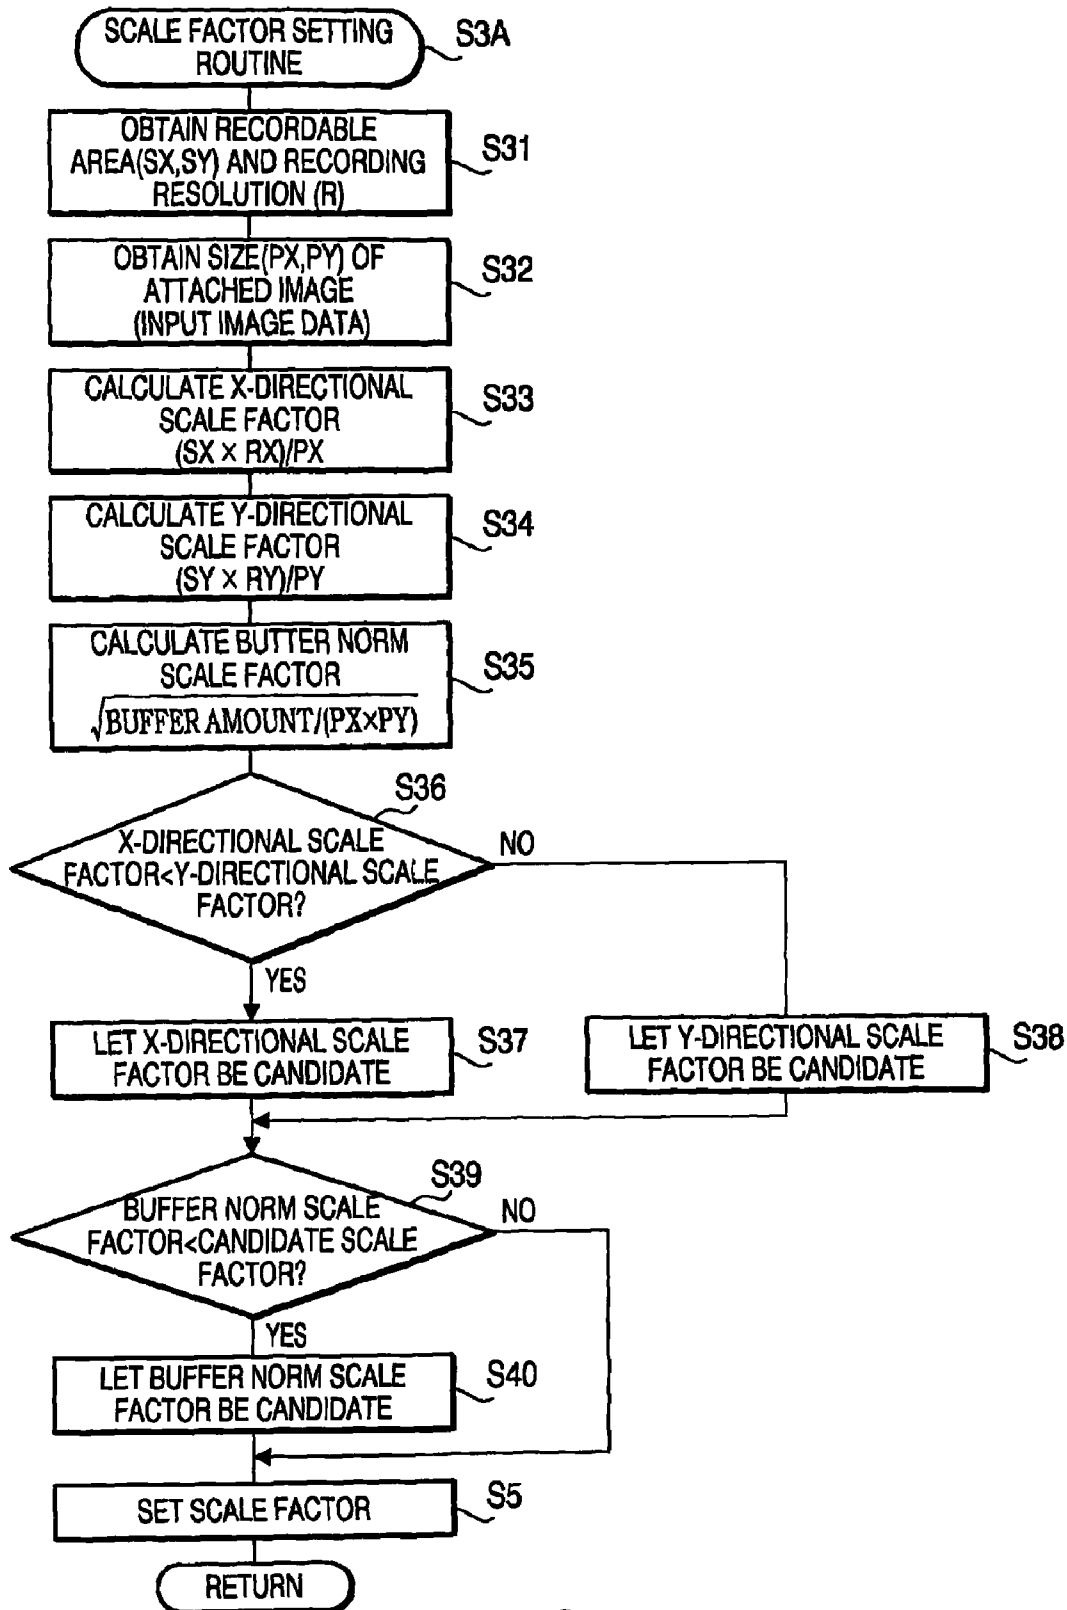 SCALE FACTOR SETTING
ROUTINE
S3A
OBTAIN RECORDABLE
AREA(SX,SY) AND RECORDING
RESOLUTION (R)
S31
OBTAIN SIZE(PX,PY) OF
ATTACHED IMAGE
(INPUT IMAGE DATA)
S32
CALCULATE X-DIRECTIONAL
SCALE FACTOR
(SX × RX)/PX
S33
CALCULATE Y-DIRECTIONAL
SCALE FACTOR
(SY × RY)/PY
S34
CALCULATE BUTTER NORM
SCALE FACTOR
√BUFFER AMOUNT/(PX×PY)
S35
S36
X-DIRECTIONAL SCALE
FACTOR<Y-DIRECTIONAL SCALE
FACTOR?
NO
YES
LET X-DIRECTIONAL SCALE
FACTOR BE CANDIDATE
S37
LET Y-DIRECTIONAL SCALE
FACTOR BE CANDIDATE
S38
S39
BUFFER NORM SCALE
FACTOR<CANDIDATE SCALE
FACTOR?
NO
YES
LET BUFFER NORM SCALE
FACTOR BE CANDIDATE
S40
SET SCALE FACTOR
S5
RETURN